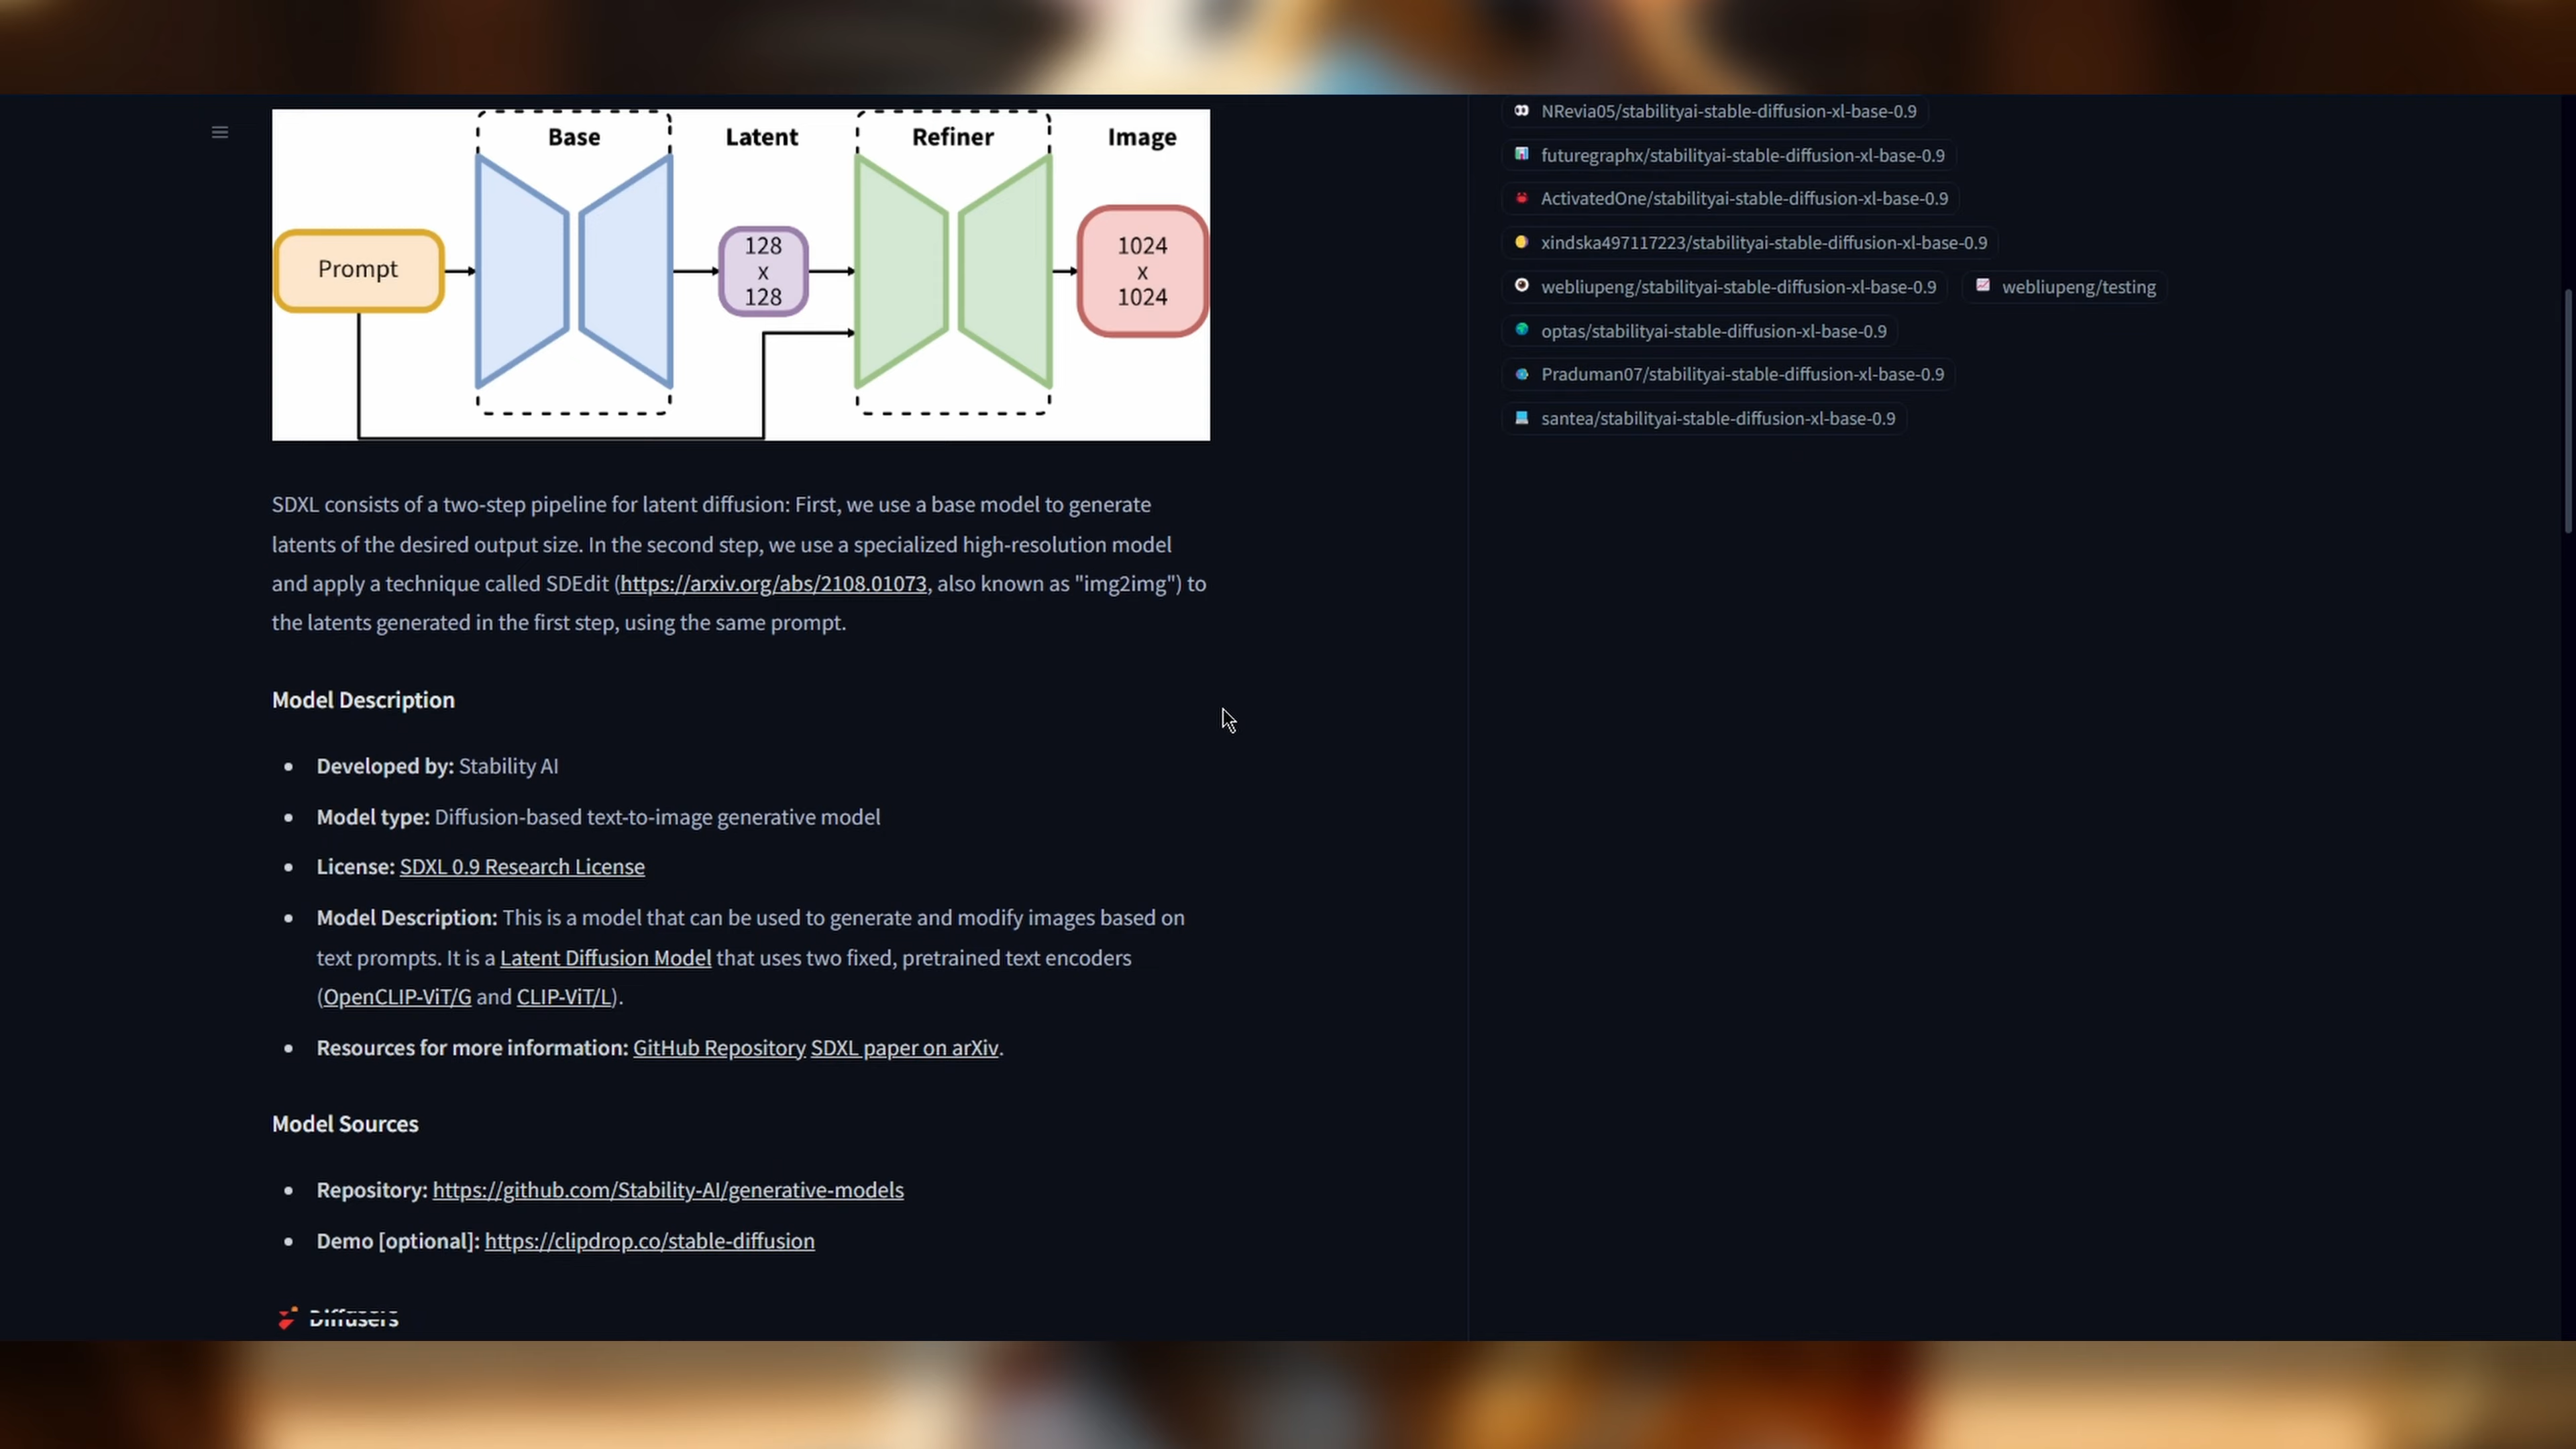 Base
Latent
Refiner
Image
Prompt
128
x
128
1024
x
1024
SDXL consists of a two-step pipeline for latent diffusion: First, we use a base model to generate
latents of the desired output size. In the second step, we use a specialized high-resolution model
and apply a technique called SDEdit (https://arxiv.org/abs/2108.01073, also known as "img2img") to
the latents generated in the first step, using the same prompt.
Model Description
• Developed by: Stability AI
• Model type: Diffusion-based text-to-image generative model
• License: SDXL 0.9 Research License
• Model Description: This is a model that can be used to generate and modify images based on
text prompts. It is a Latent Diffusion Model that uses two fixed, pretrained text encoders
(OpenCLIP-ViT/G and CLIP-ViT/L).
• Resources for more information: GitHub Repository SDXL paper on arXiv.
Model Sources
• Repository: https://github.com/Stability-AI/generative-models
• Demo [optional]: https://clipdrop.co/stable-diffusion
Diffusers
NRevia05/stabilityai-stable-diffusion-xl-base-0.9
futuregraphx/stabilityai-stable-diffusion-xl-base-0.9
ActivatedOne/stabilityai-stable-diffusion-xl-base-0.9
xindska497117223/stabilityai-stable-diffusion-xl-base-0.9
webliupeng/stabilityai-stable-diffusion-xl-base-0.9 webliupeng/testing
optas/stabilityai-stable-diffusion-xl-base-0.9
Praduman07/stabilityai-stable-diffusion-xl-base-0.9
santea/stabilityai-stable-diffusion-xl-base-0.9